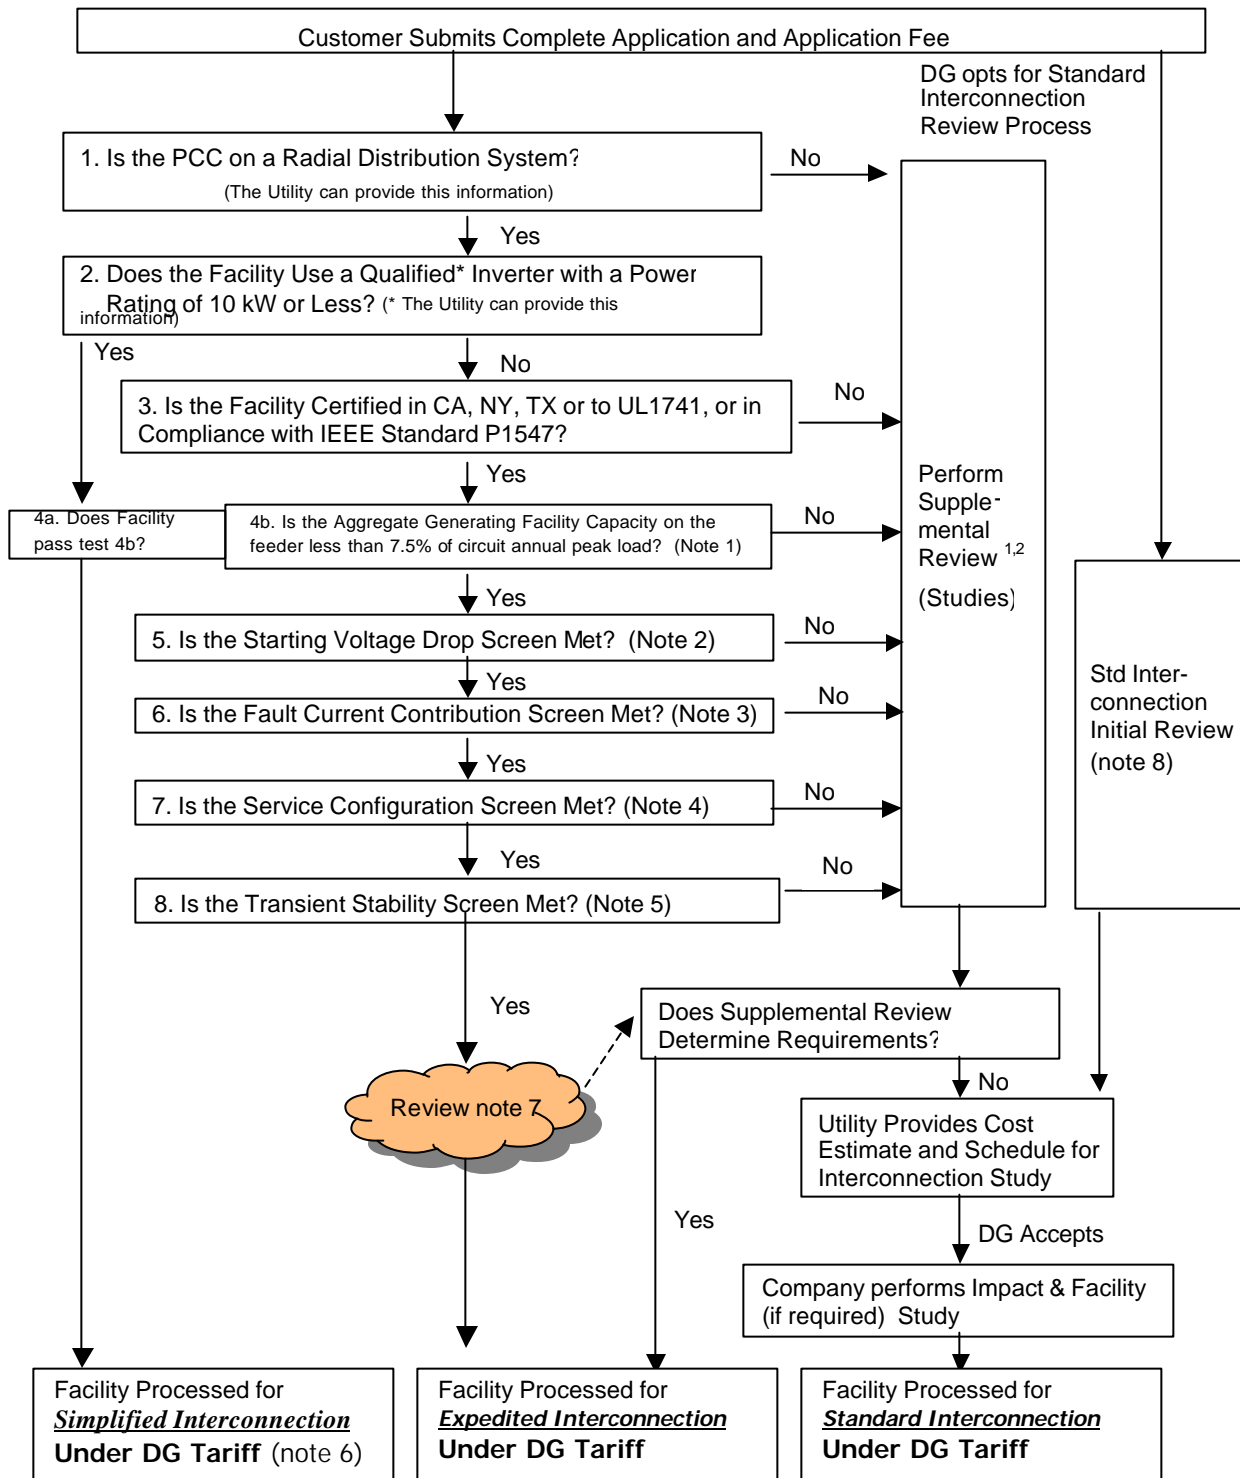 Customer Submits Complete Application and Application Fee
DG opts for Standard
Interconnection
Review Process
1. Is the PCC on a Radial Distribution System?
(The Utility can provide this information)
No
Yes
2. Does the Facility Use a Qualified* Inverter with a Power
Rating of 10 kW or Less? (* The Utility can provide this
information)
Yes
No
3. Is the Facility Certified in CA, NY, TX or to UL1741, or in
Compliance with IEEE Standard P1547?
No
Yes
4a. Does Facility
pass test 4b?
4b. Is the Aggregate Generating Facility Capacity on the
feeder less than 7.5% of circuit annual peak load? (Note 1)
No
Yes
Perform
Supple-
mental
Review 1,2
(Studies)
5. Is the Starting Voltage Drop Screen Met? (Note 2)
No
Yes
6. Is the Fault Current Contribution Screen Met? (Note 3)
No
Yes
Std Inter-
connection
Initial Review
(note 8)
7. Is the Service Configuration Screen Met? (Note 4)
No
Yes
8. Is the Transient Stability Screen Met? (Note 5)
No
Yes
Does Supplemental Review
Determine Requirements?
No
Review note 7
Utility Provides Cost
Estimate and Schedule for
Interconnection Study
Yes
DG Accepts
Company performs Impact & Facility
(if required) Study
Facility Processed for
Simplified Interconnection
Under DG Tariff (note 6)
Facility Processed for
Expedited Interconnection
Under DG Tariff
Facility Processed for
Standard Interconnection
Under DG Tariff